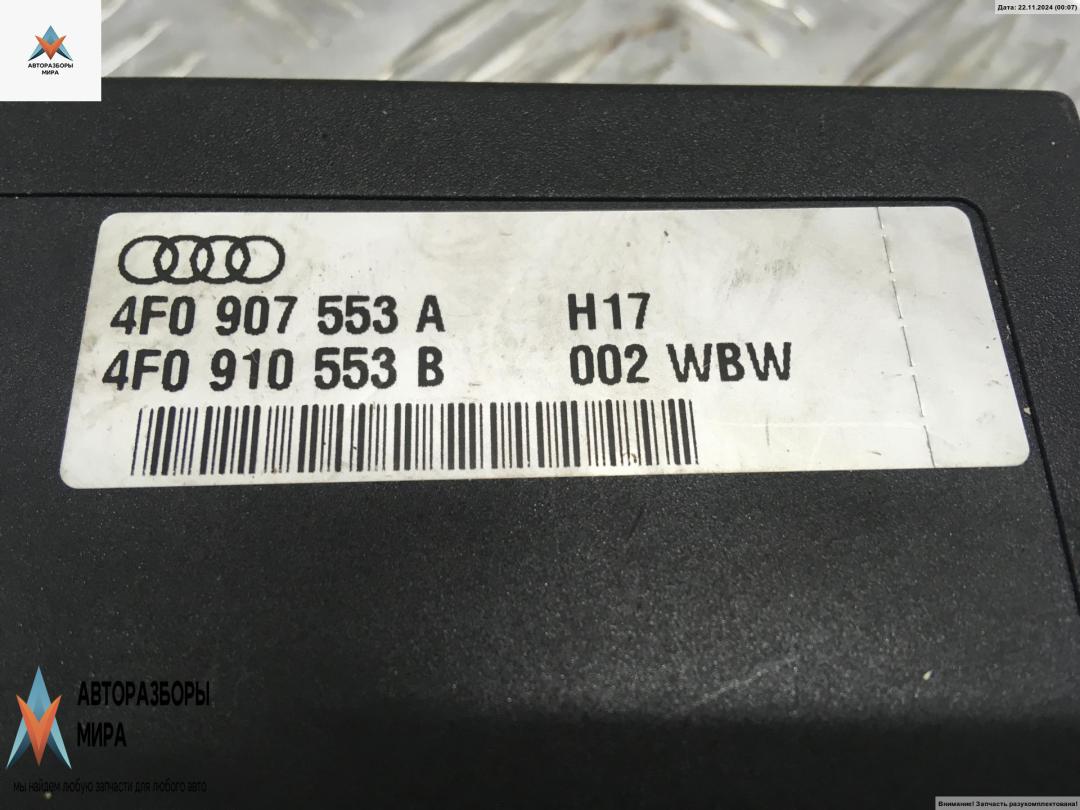 Дата: 22.11.2024 (00:07)
АВТОРАЗБОРЫ
МИРА
4F0 907 553 A H17
4F0 910 553 B 002 WBW
АВТОРАЗБОРЫ
МИРА
мы найдем любую запчасти для любого авто
Внимание! Запчасть разукомплектована!